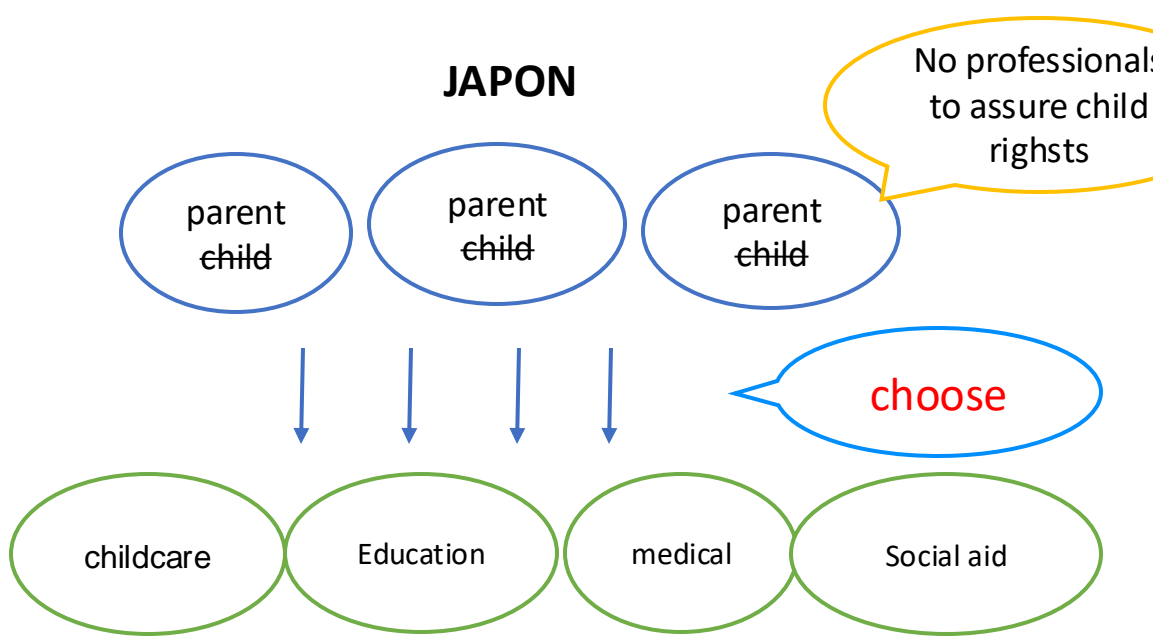 JAPON
No professionals
to assure child
righsts
parent
child
parent
child
parent
child
choose
childcare
Education
medical
Social aid